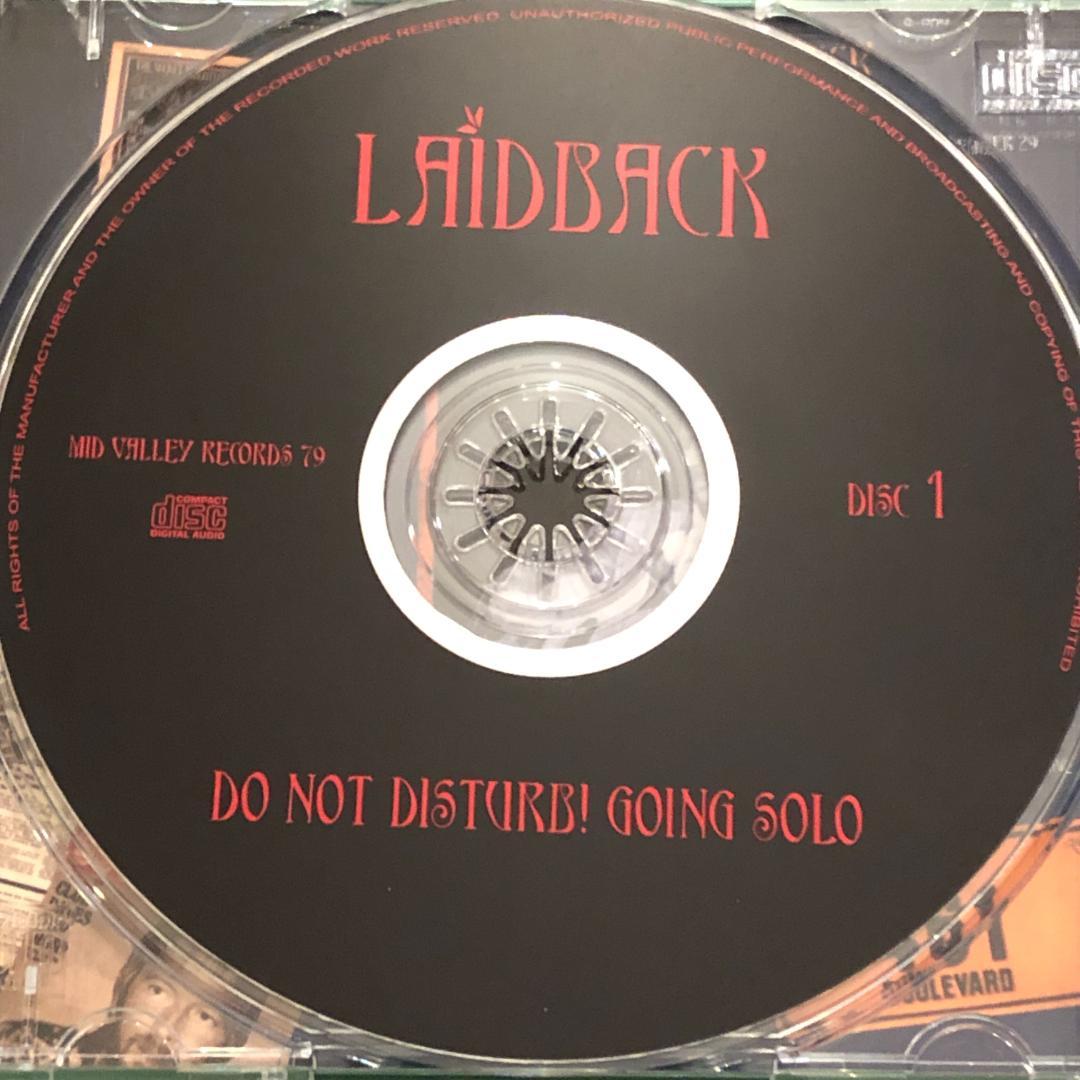 ALL RIGHTS OF THE MANUFACTURER AND THE OWNER OF THE RECORDED WORK RESERVED. UNAUTHORIZED PUBLIC PERFORMANCE AND BROADCASTING AND COPYING OF THIS
LAIDBACK
MID VALLEY RECORDS 79
COMPACT
disc
DIGITAL AUDIO
DISC 1
DO NOT DISTURB! GOING SOLO
BOULEVARD